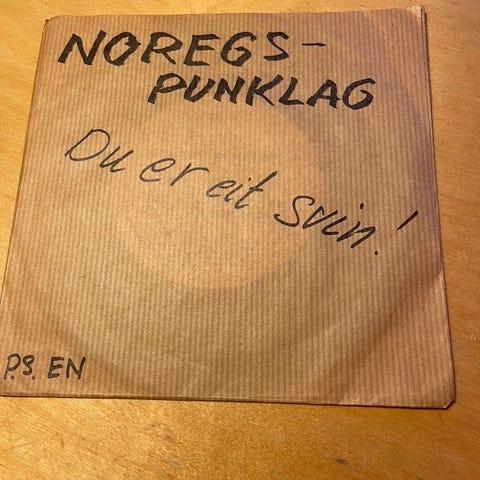 NOREGS-
PUNKLAG
Du er eit svin!
P.S. EN